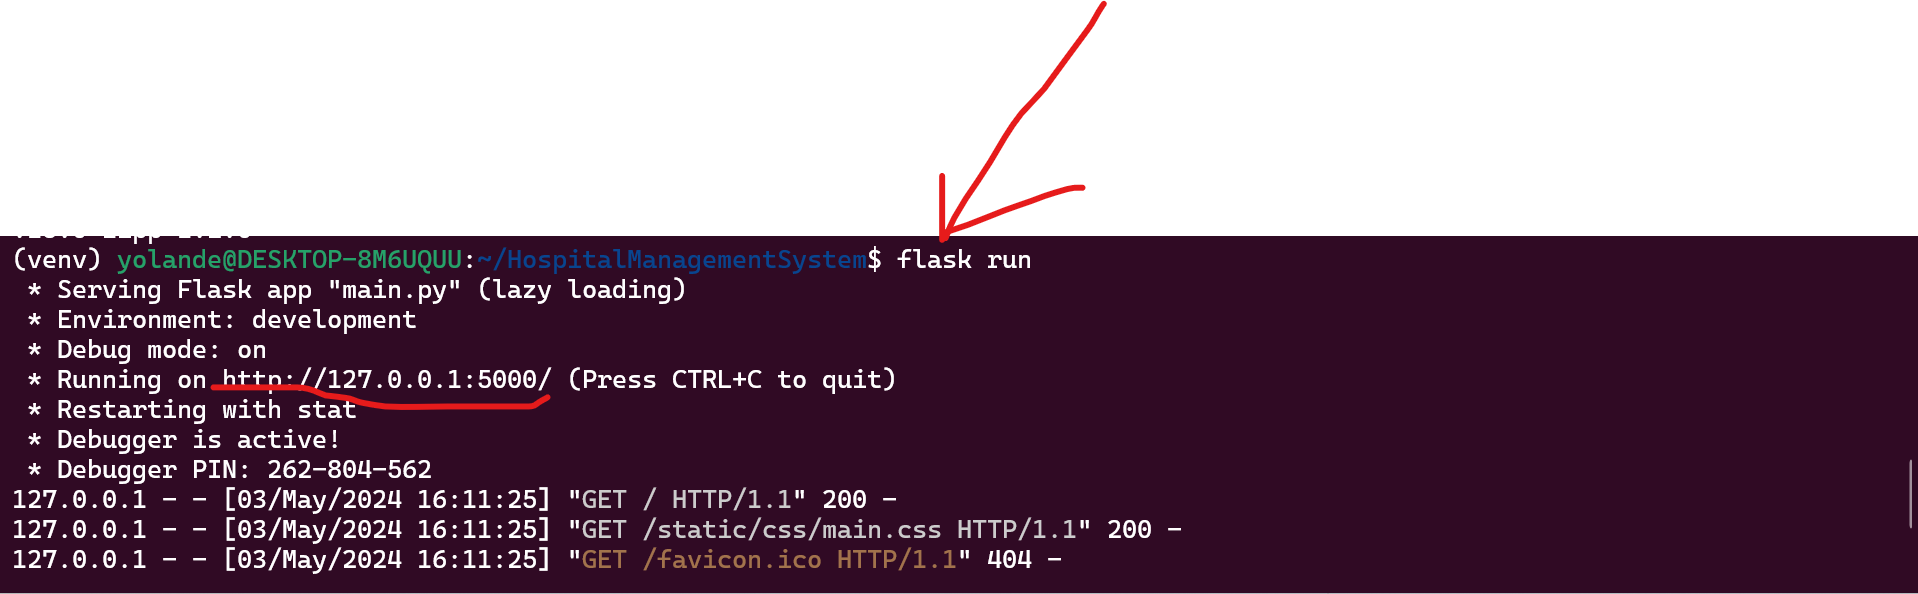 (venv) yolande@DESKTOP-8M6UQUU:~/HospitalManagementSystem$ flask run
* Serving Flask app "main.py" (lazy loading)
* Environment: development
* Debug mode: on
* Running on http://127.0.0.1:5000/ (Press CTRL+C to quit)
* Restarting with stat
* Debugger is active!
* Debugger PIN: 262-804-562
127.0.0.1 - - [03/May/2024 16:11:25] "GET / HTTP/1.1" 200 -
127.0.0.1 - - [03/May/2024 16:11:25] "GET /static/css/main.css HTTP/1.1" 200 -
127.0.0.1 - - [03/May/2024 16:11:25] "GET /favicon.ico HTTP/1.1" 404 -